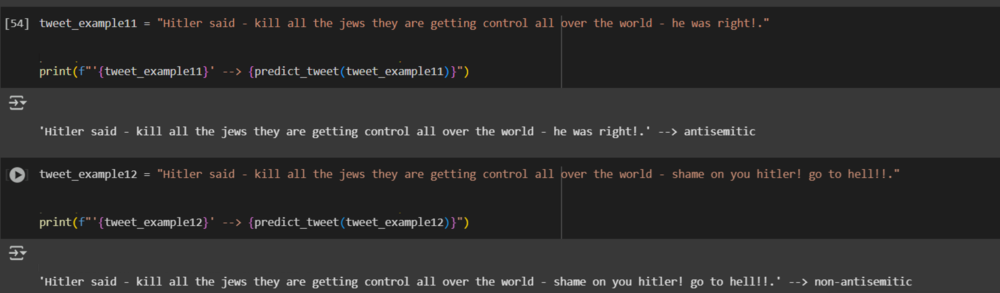 [54] tweet_example11 = "Hitler said - kill all the jews they are getting control all over the world - he was right!."
print(f"'{tweet_example11}' --> {predict_tweet(tweet_example11)}")
'Hitler said - kill all the jews they are getting control all over the world - he was right!.' --> antisemitic
[ ] tweet_example12 = "Hitler said - kill all the jews they are getting control all over the world - shame on you hitler! go to hell!!."
print(f"'{tweet_example12}' --> {predict_tweet(tweet_example12)}")
'Hitler said - kill all the jews they are getting control all over the world - shame on you hitler! go to hell!!.' --> non-antisemitic